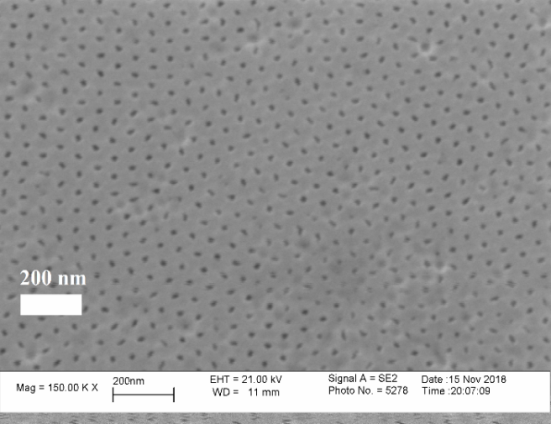 200 nm
Mag = 150.00 K X
200nm
EHT = 21.00 kV
WD = 11 mm
Signal A = SE2
Photo No. = 5278
Date :15 Nov 2018
Time :20:07:09